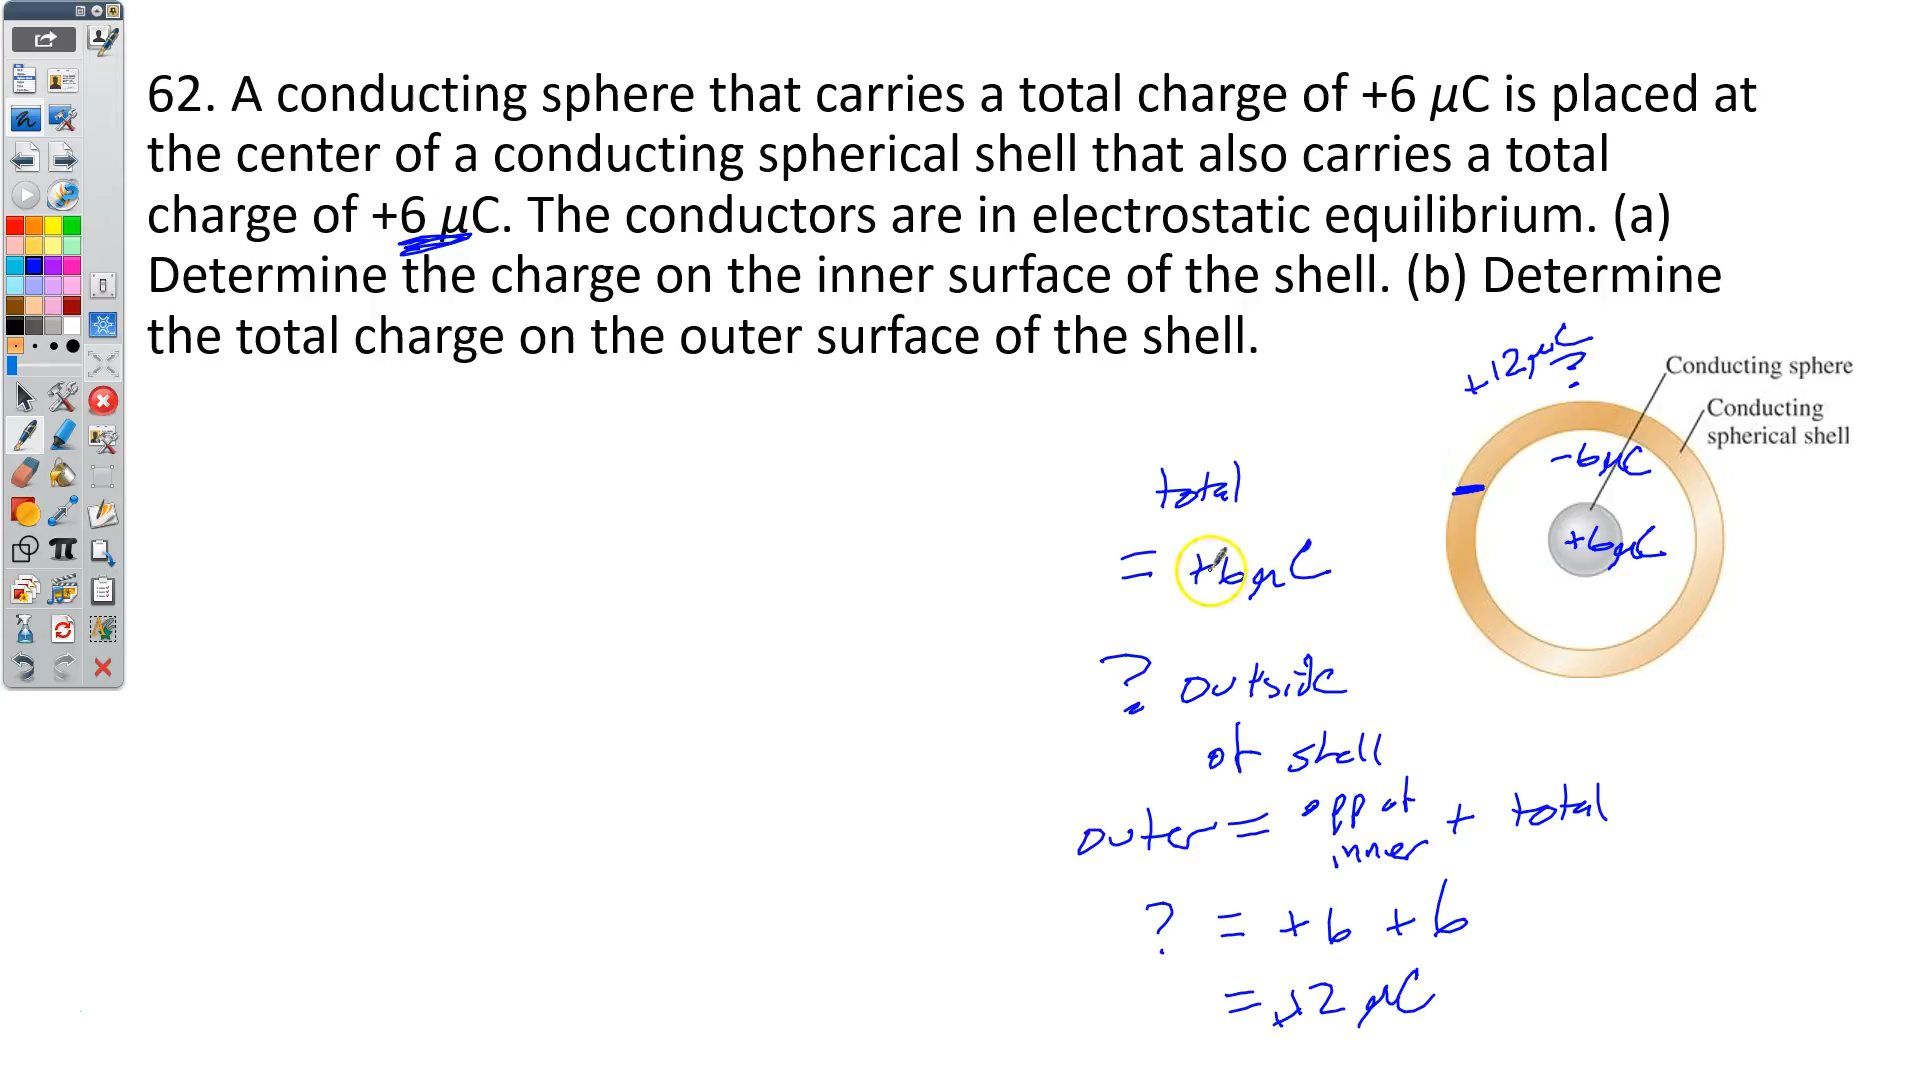 62. A conducting sphere that carries a total charge of +6 μC is placed at
the center of a conducting spherical shell that also carries a total
charge of +6 μC. The conductors are in electrostatic equilibrium. (a)
Determine the charge on the inner surface of the shell. (b) Determine
the total charge on the outer surface of the shell.
+12μC
?
Conducting sphere
Conducting
spherical shell
-6μC
+6μC
total
= +6μC
? outside
of shell
outer = opp of inner + total
? = +6 +6
= +12 μC